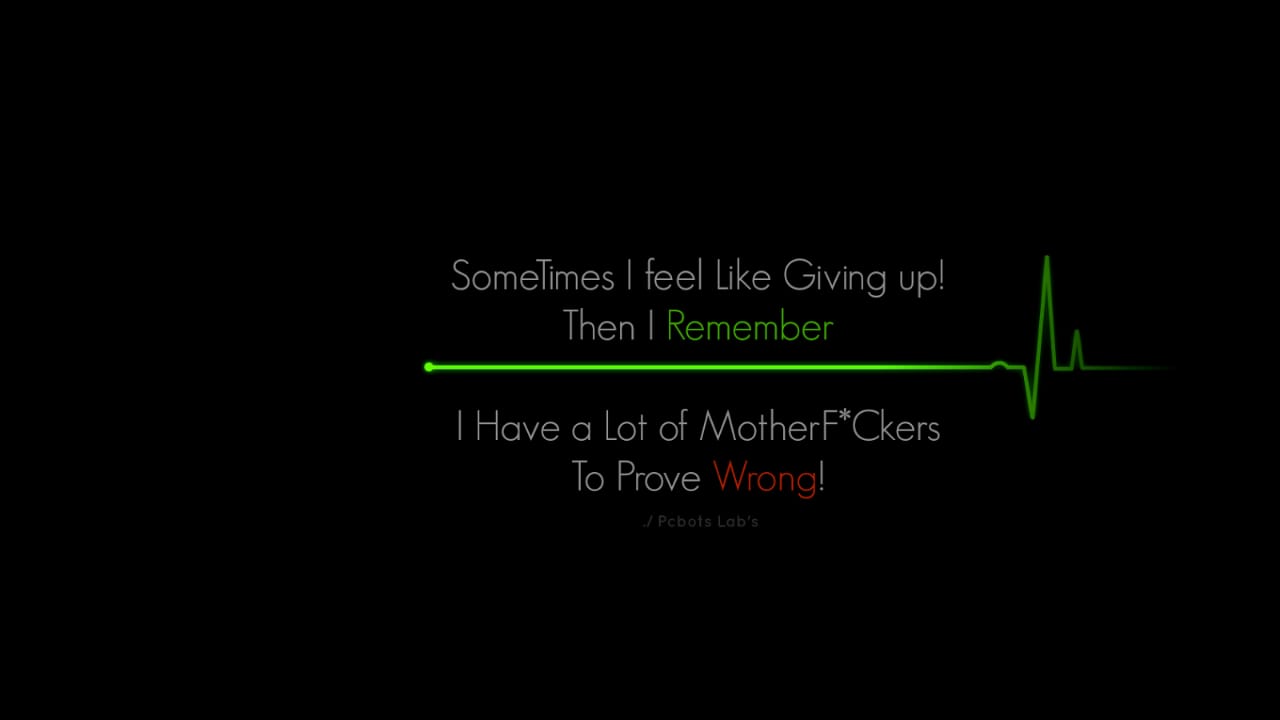 SomeTimes I feel Like Giving up!
Then I Remember
I Have a Lot of MotherF*Ckers
To Prove Wrong!
./ Pcbots Lab's